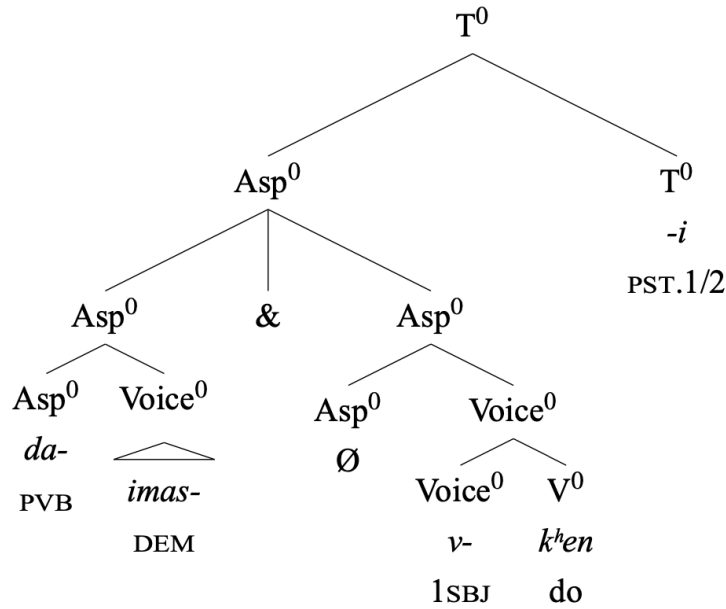 T⁰
Asp⁰ T⁰
-i
PST.1/2
Asp⁰ & Asp⁰
Asp⁰ Voice⁰ Asp⁰ Voice⁰
da- Ø
imas- Voice⁰ V⁰
PVB
DEM v- kʰen
1SBJ do